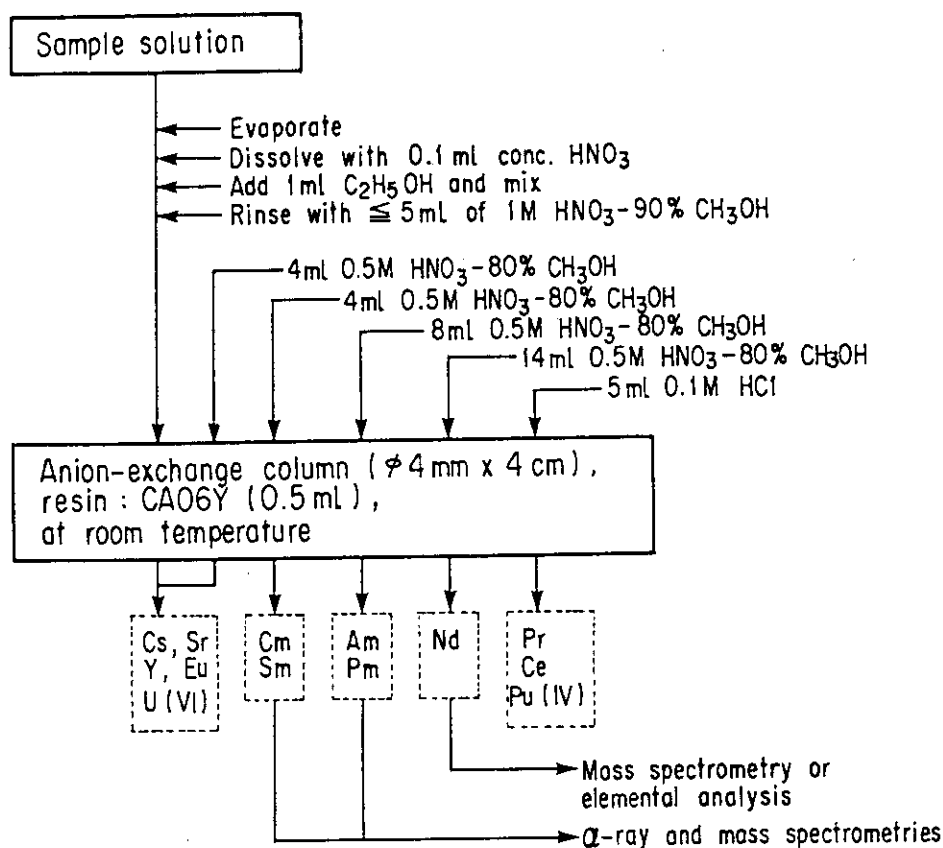 Sample solution
Evaporate
Dissolve with 0.1ml conc. HNO₃
Add 1ml C₂H₅OH and mix
Rinse with ≦ 5ml of 1M HNO₃-90% CH₃OH
4ml 0.5M HNO₃-80% CH₃OH
4ml 0.5M HNO₃-80% CH₃OH
8ml 0.5M HNO₃-80% CH₃OH
14ml 0.5M HNO₃-80% CH₃OH
5ml 0.1M HCl
Anion-exchange column (φ4mm x 4cm),
resin : CA06Y (0.5ml),
at room temperature
Cs, Sr
Y, Eu
U (VI)
Cm
Sm
Am
Pm
Nd
Pr
Ce
Pu (IV)
Mass spectrometry or
elemental analysis
α-ray and mass spectrometries